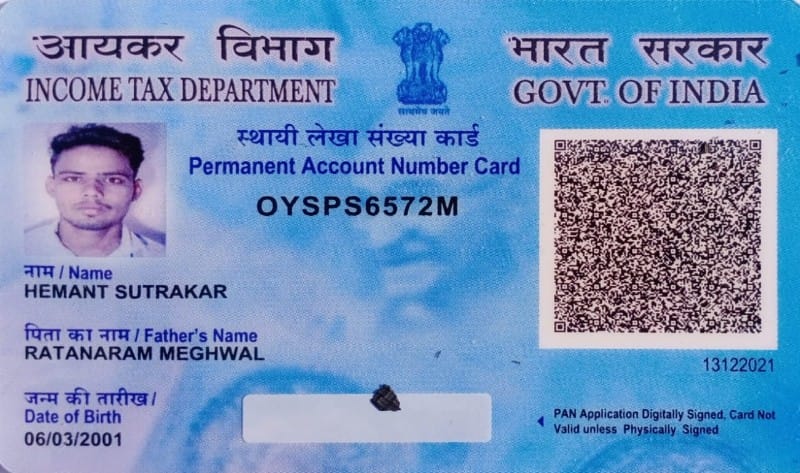 आयकर विभाग
INCOME TAX DEPARTMENT
सत्यमेव जयते
भारत सरकार
GOVT. OF INDIA
स्थायी लेखा संख्या कार्ड
Permanent Account Number Card
OYSPS6572M
नाम / Name
HEMANT SUTRAKAR
पिता का नाम / Father's Name
RATANARAM MEGHWAL
जन्म की तारीख /
Date of Birth
06/03/2001
13122021
PAN Application Digitally Signed, Card Not
Valid unless Physically Signed